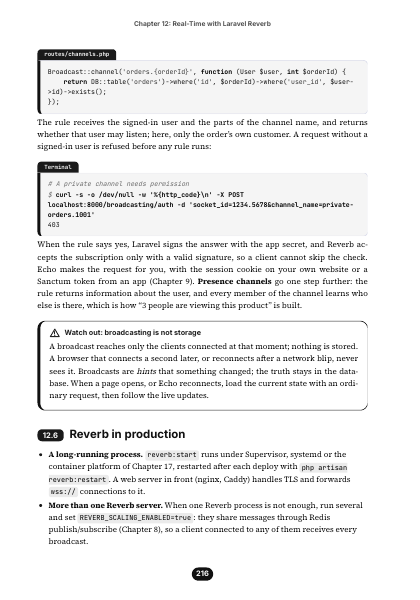 Chapter 12: Real-Time with Laravel Reverb
routes/channels.php
Broadcast::channel('orders.{orderId}', function (User $user, int $orderId) {
return DB::table('orders')->where('id', $orderId)->where('user_id', $user-
>id)->exists();
});
The rule receives the signed-in user and the parts of the channel name, and returns
whether that user may listen; here, only the order's own customer. A request without a
signed-in user is refused before any rule runs:
Terminal
# A private channel needs permission
$ curl -s -o /dev/null -w '%{http_code}\n' -X POST
localhost:8000/broadcasting/auth -d 'socket_id=1234.5678&channel_name=private-
orders.1001'
403
When the rule says yes, Laravel signs the answer with the app secret, and Reverb ac-
cepts the subscription only with a valid signature, so a client cannot skip the check.
Echo makes the request for you, with the session cookie on your own website or a
Sanctum token from an app (Chapter 9). Presence channels go one step further: the
rule returns information about the user, and every member of the channel learns who
else is there, which is how "3 people are viewing this product" is built.
Watch out: broadcasting is not storage
A broadcast reaches only the clients connected at that moment; nothing is stored.
A browser that connects a second later, or reconnects after a network blip, never
sees it. Broadcasts are hints that something changed; the truth stays in the data-
base. When a page opens, or Echo reconnects, load the current state with an ordi-
nary request, then follow the live updates.
12.6 Reverb in production
• A long-running process. reverb:start runs under Supervisor, systemd or the
container platform of Chapter 17, restarted after each deploy with php artisan
reverb:restart. A web server in front (nginx, Caddy) handles TLS and forwards
wss:// connections to it.
• More than one Reverb server. When one Reverb process is not enough, run several
and set REVERB_SCALING_ENABLED=true: they share messages through Redis
publish/subscribe (Chapter 8), so a client connected to any of them receives every
broadcast.
216